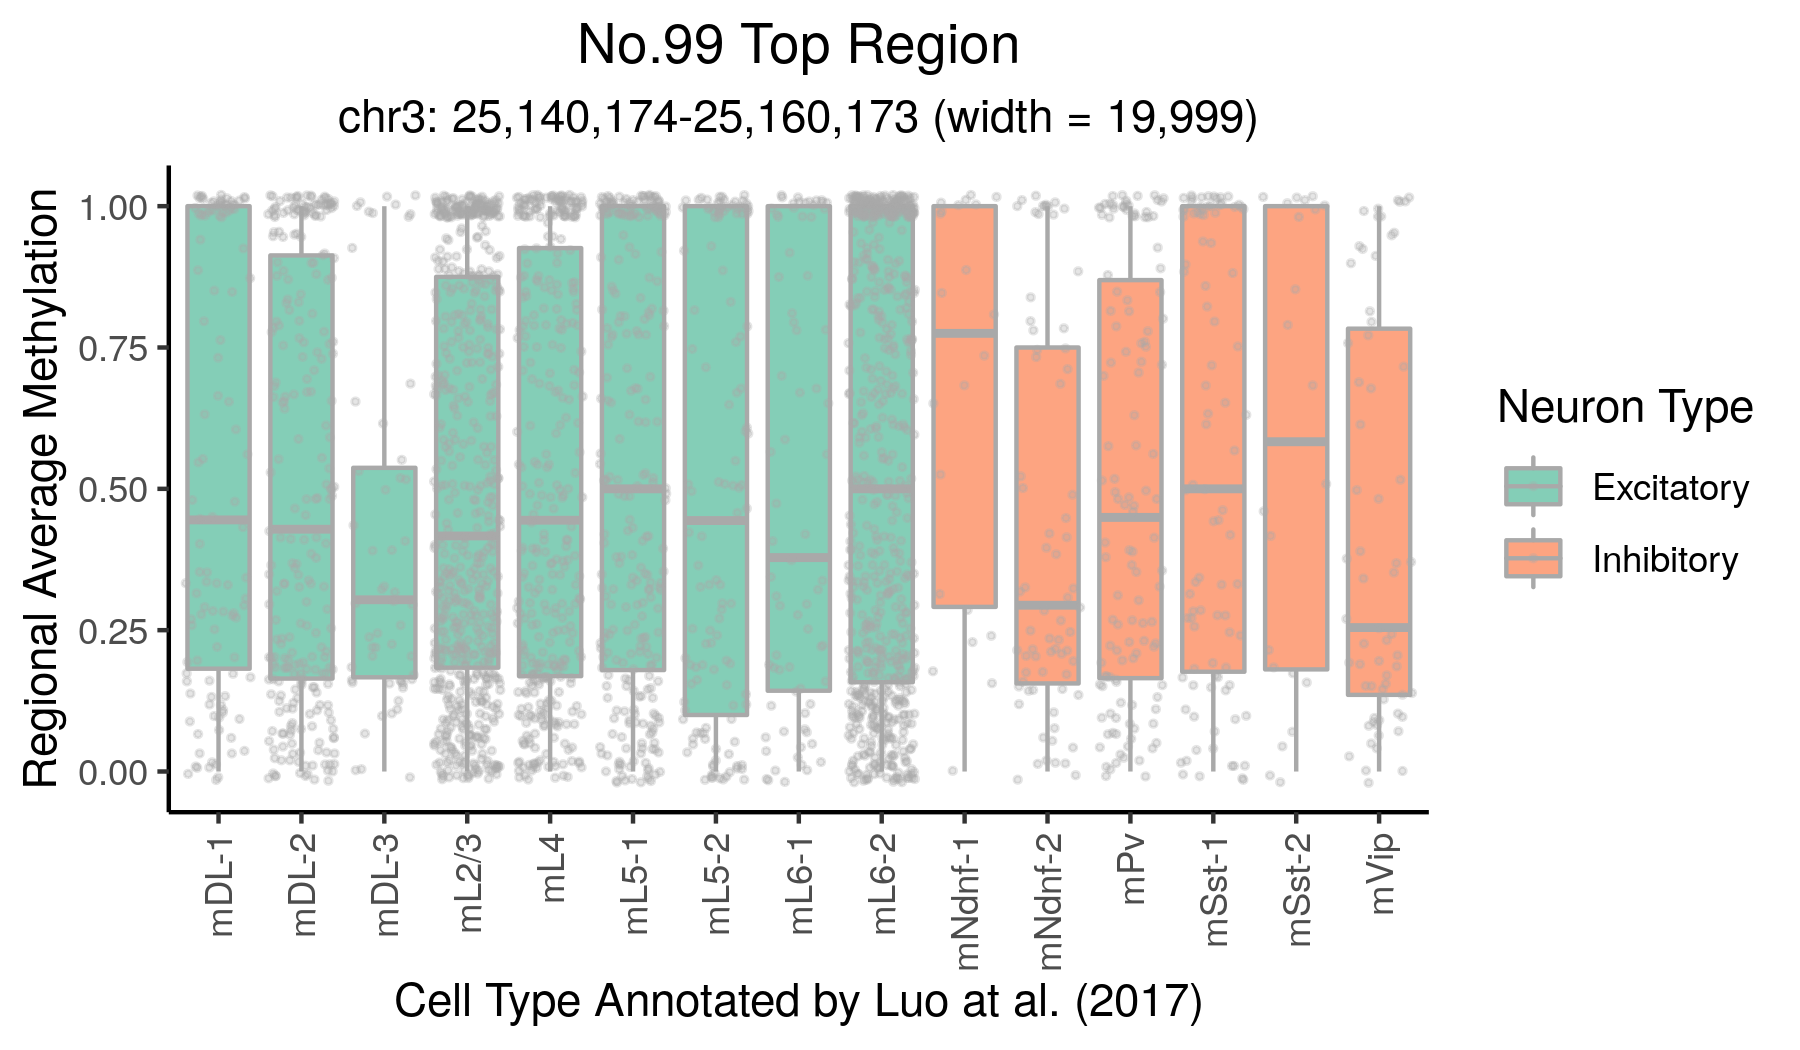 No.99 Top Region
chr3: 25,140,174-25,160,173 (width = 19,999)
Regional Average Methylation
1.00
0.75
0.50
0.25
0.00
mDL-1
mDL-2
mDL-3
mL2/3
mL4
mL5-1
mL5-2
mL6-1
mL6-2
mNdnf-1
mNdnf-2
mPv
mSst-1
mSst-2
mVip
Cell Type Annotated by Luo at al. (2017)
Neuron Type
Excitatory
Inhibitory